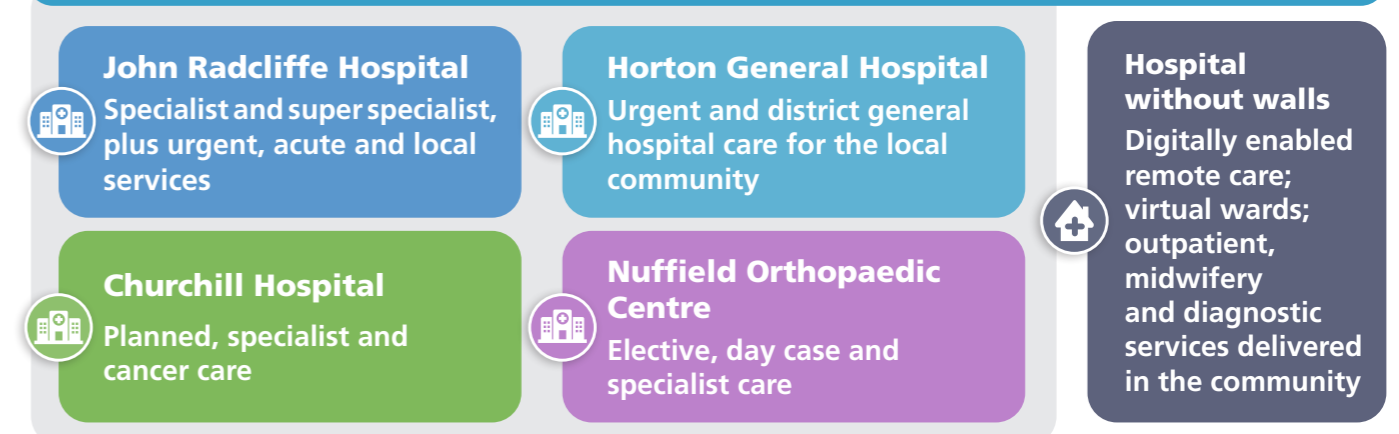 John Radcliffe Hospital
Specialist and super specialist,
plus urgent, acute and local
services
Horton General Hospital
Urgent and district general
hospital care for the local
community
Churchill Hospital
Planned, specialist and
cancer care
Nuffield Orthopaedic
Centre
Elective, day case and
specialist care
Hospital
without walls
Digitally enabled
remote care;
virtual wards;
outpatient,
midwifery
and diagnostic
services delivered
in the community